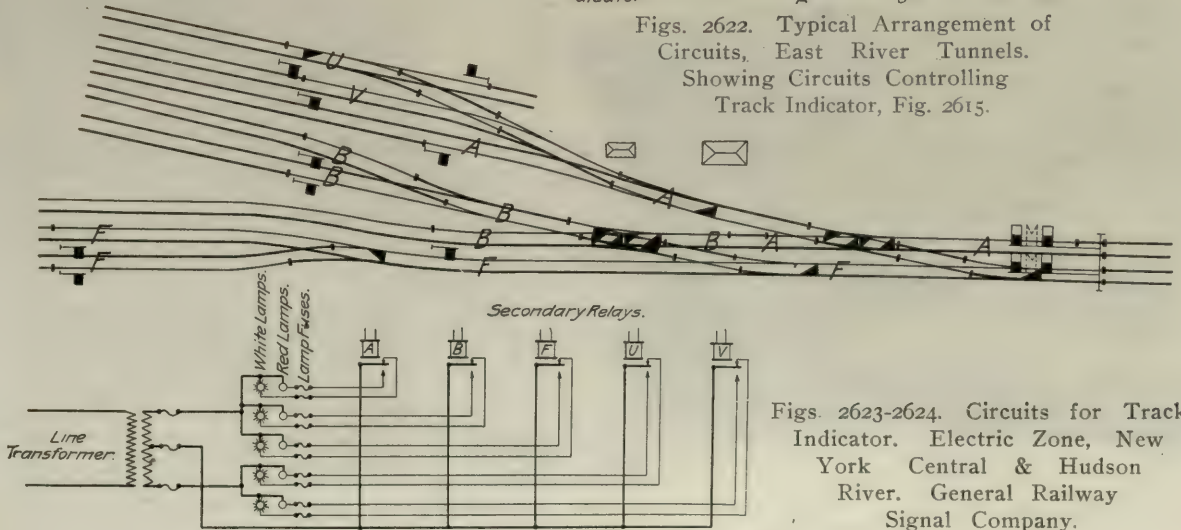 Figs. 2622. Typical Arrangement of
Circuits, East River Tunnels.
Showing Circuits Controlling
Track Indicator, Fig. 2615.
U
V
A
B
B
A
B
B
B
A
A
F
F
F
F
Secondary Relays.
White Lamps.
Red Lamps.
Lamp Fuses.
A
B
F
U
V
Line
Transformer.
Figs. 2623-2624. Circuits for Track
Indicator. Electric Zone, New
York Central & Hudson
River. General Railway
Signal Company.